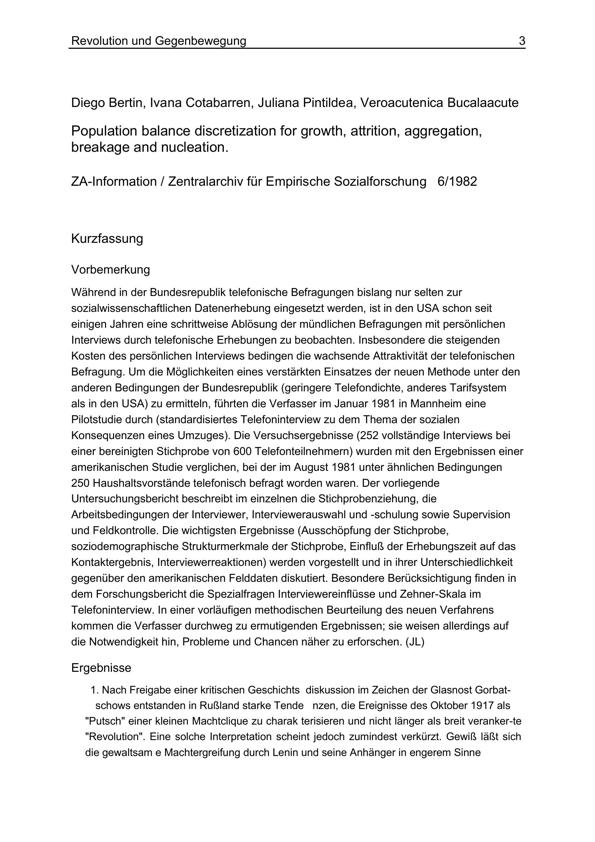 Revolution und Gegenbewegung 3
Diego Bertin, Ivana Cotabarren, Juliana Pintildea, Veroacutenica Bucalaacute
Population balance discretization for growth, attrition, aggregation,
breakage and nucleation.
ZA-Information / Zentralarchiv für Empirische Sozialforschung 6/1982
Kurzfassung
Vorbemerkung
Während in der Bundesrepublik telefonische Befragungen bislang nur selten zur
sozialwissenschaftlichen Datenerhebung eingesetzt werden, ist in den USA schon seit
einigen Jahren eine schrittweise Ablösung der mündlichen Befragungen mit persönlichen
Interviews durch telefonische Erhebungen zu beobachten. Insbesondere die steigenden
Kosten des persönlichen Interviews bedingen die wachsende Attraktivität der telefonischen
Befragung. Um die Möglichkeiten eines verstärkten Einsatzes der neuen Methode unter den
anderen Bedingungen der Bundesrepublik (geringere Telefondichte, anderes Tarifsystem
als in den USA) zu ermitteln, führten die Verfasser im Januar 1981 in Mannheim eine
Pilotstudie durch (standardisiertes Telefoninterview zu dem Thema der sozialen
Konsequenzen eines Umzuges). Die Versuchsergebnisse (252 vollständige Interviews bei
einer bereinigten Stichprobe von 600 Telefonteilnehmern) wurden mit den Ergebnissen einer
amerikanischen Studie verglichen, bei der im August 1981 unter ähnlichen Bedingungen
250 Haushaltsvorstände telefonisch befragt worden waren. Der vorliegende
Untersuchungsbericht beschreibt im einzelnen die Stichprobenziehung, die
Arbeitsbedingungen der Interviewer, Interviewerauswahl und -schulung sowie Supervision
und Feldkontrolle. Die wichtigsten Ergebnisse (Ausschöpfung der Stichprobe,
soziodemographische Strukturmerkmale der Stichprobe, Einfluß der Erhebungszeit auf das
Kontaktergebnis, Interviewerreaktionen) werden vorgestellt und in ihrer Unterschiedlichkeit
gegenüber den amerikanischen Felddaten diskutiert. Besondere Berücksichtigung finden in
dem Forschungsbericht die Spezialfragen Interviewereinflüsse und Zehner-Skala im
Telefoninterview. In einer vorläufigen methodischen Beurteilung des neuen Verfahrens
kommen die Verfasser durchweg zu ermutigenden Ergebnissen; sie weisen allerdings auf
die Notwendigkeit hin, Probleme und Chancen näher zu erforschen. (JL)
Ergebnisse
1. Nach Freigabe einer kritischen Geschichts diskussion im Zeichen der Glasnost Gorbat-
schows entstanden in Rußland starke Tende nzen, die Ereignisse des Oktober 1917 als
"Putsch" einer kleinen Machtclique zu charak terisieren und nicht länger als breit veranker-te
"Revolution". Eine solche Interpretation scheint jedoch zumindest verkürzt. Gewiß läßt sich
die gewaltsam e Machtergreifung durch Lenin und seine Anhänger in engerem Sinne